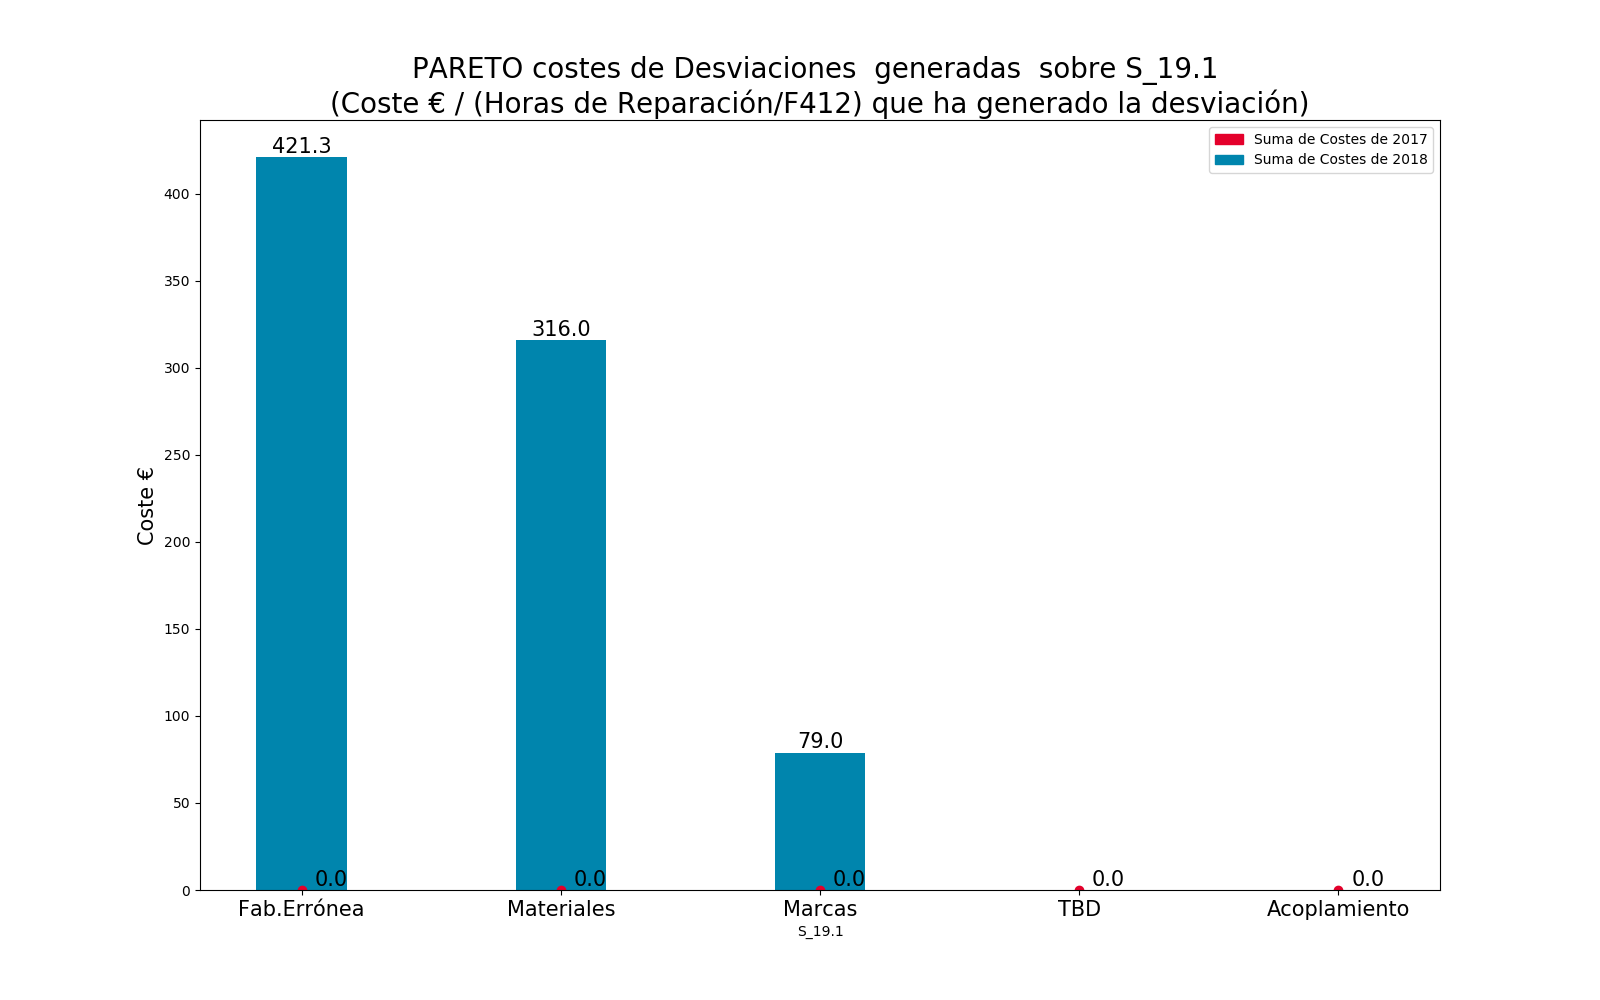 PARETO costes de Desviaciones  generadas  sobre S_19.1
(Coste € / (Horas de Reparación/F412) que ha generado la desviación)
Suma de Costes de 2017
Suma de Costes de 2018
Coste €
400
350
300
250
200
150
100
50
0
421.3
316.0
79.0
0.0
0.0
0.0
0.0
0.0
Fab.Errónea
Materiales
Marcas
TBD
Acoplamiento
S_19.1